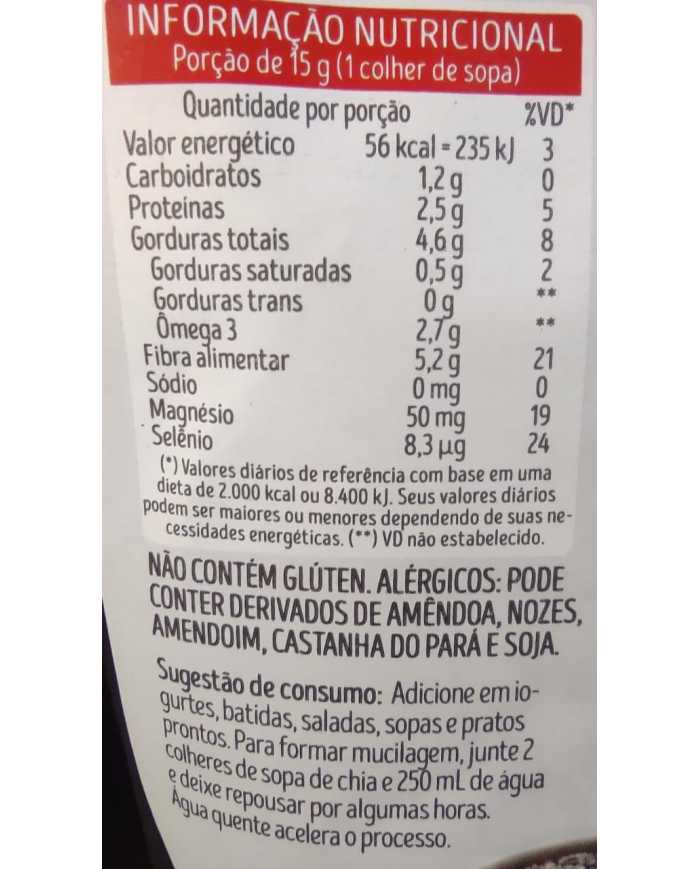 INFORMAÇÃO NUTRICIONAL
Porção de 15 g (1 colher de sopa)
Quantidade por porção %VD*
Valor energético 56 kcal = 235 kJ 3
Carboidratos 1,2 g 0
Proteínas 2,5 g 5
Gorduras totais 4,6 g 8
Gorduras saturadas 0,5 g 2
Gorduras trans 0 g **
Ômega 3 2,7 g **
Fibra alimentar 5,2 g 21
Sódio 0 mg 0
Magnésio 50 mg 19
Selênio 8,3 µg 24
(*) Valores diários de referência com base em uma
dieta de 2.000 kcal ou 8.400 kJ. Seus valores diários
podem ser maiores ou menores dependendo de suas ne-
cessidades energéticas. (**) VD não estabelecido.
NÃO CONTÉM GLÚTEN. ALÉRGICOS: PODE
CONTER DERIVADOS DE AMÊNDOA, NOZES,
AMENDOIM, CASTANHA DO PARÁ E SOJA.
Sugestão de consumo: Adicione em io-
gurtes, batidas, saladas, sopas e pratos
prontos. Para formar mucilagem, junte 2
colheres de sopa de chia e 250 mL de água
e deixe repousar por algumas horas.
Água quente acelera o processo.